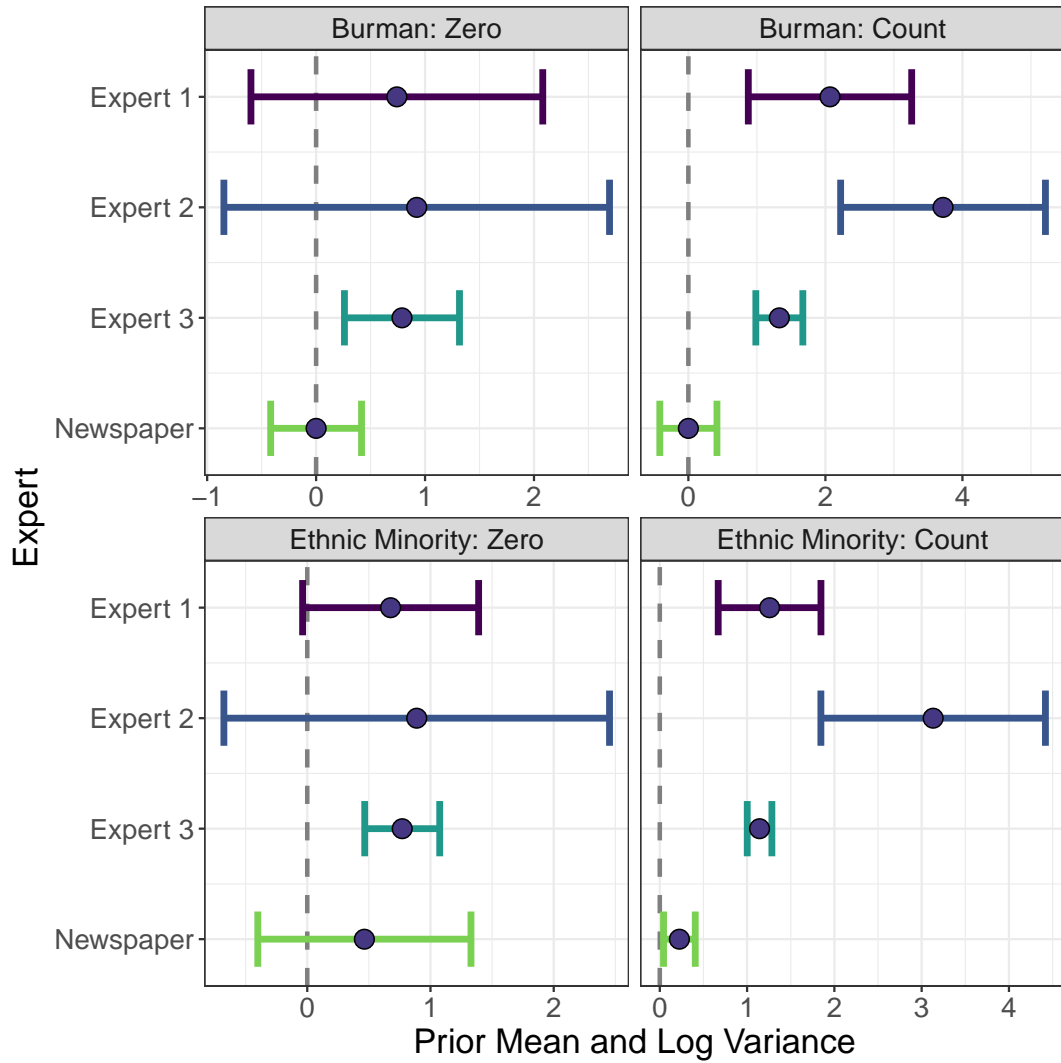 Burman: Zero
Burman: Count
Expert 1
Expert 2
Expert 3
Newspaper
−1 0 1 2
0 2 4
Expert
Ethnic Minority: Zero
Ethnic Minority: Count
Expert 1
Expert 2
Expert 3
Newspaper
0 1 2
0 1 2 3 4
Prior Mean and Log Variance